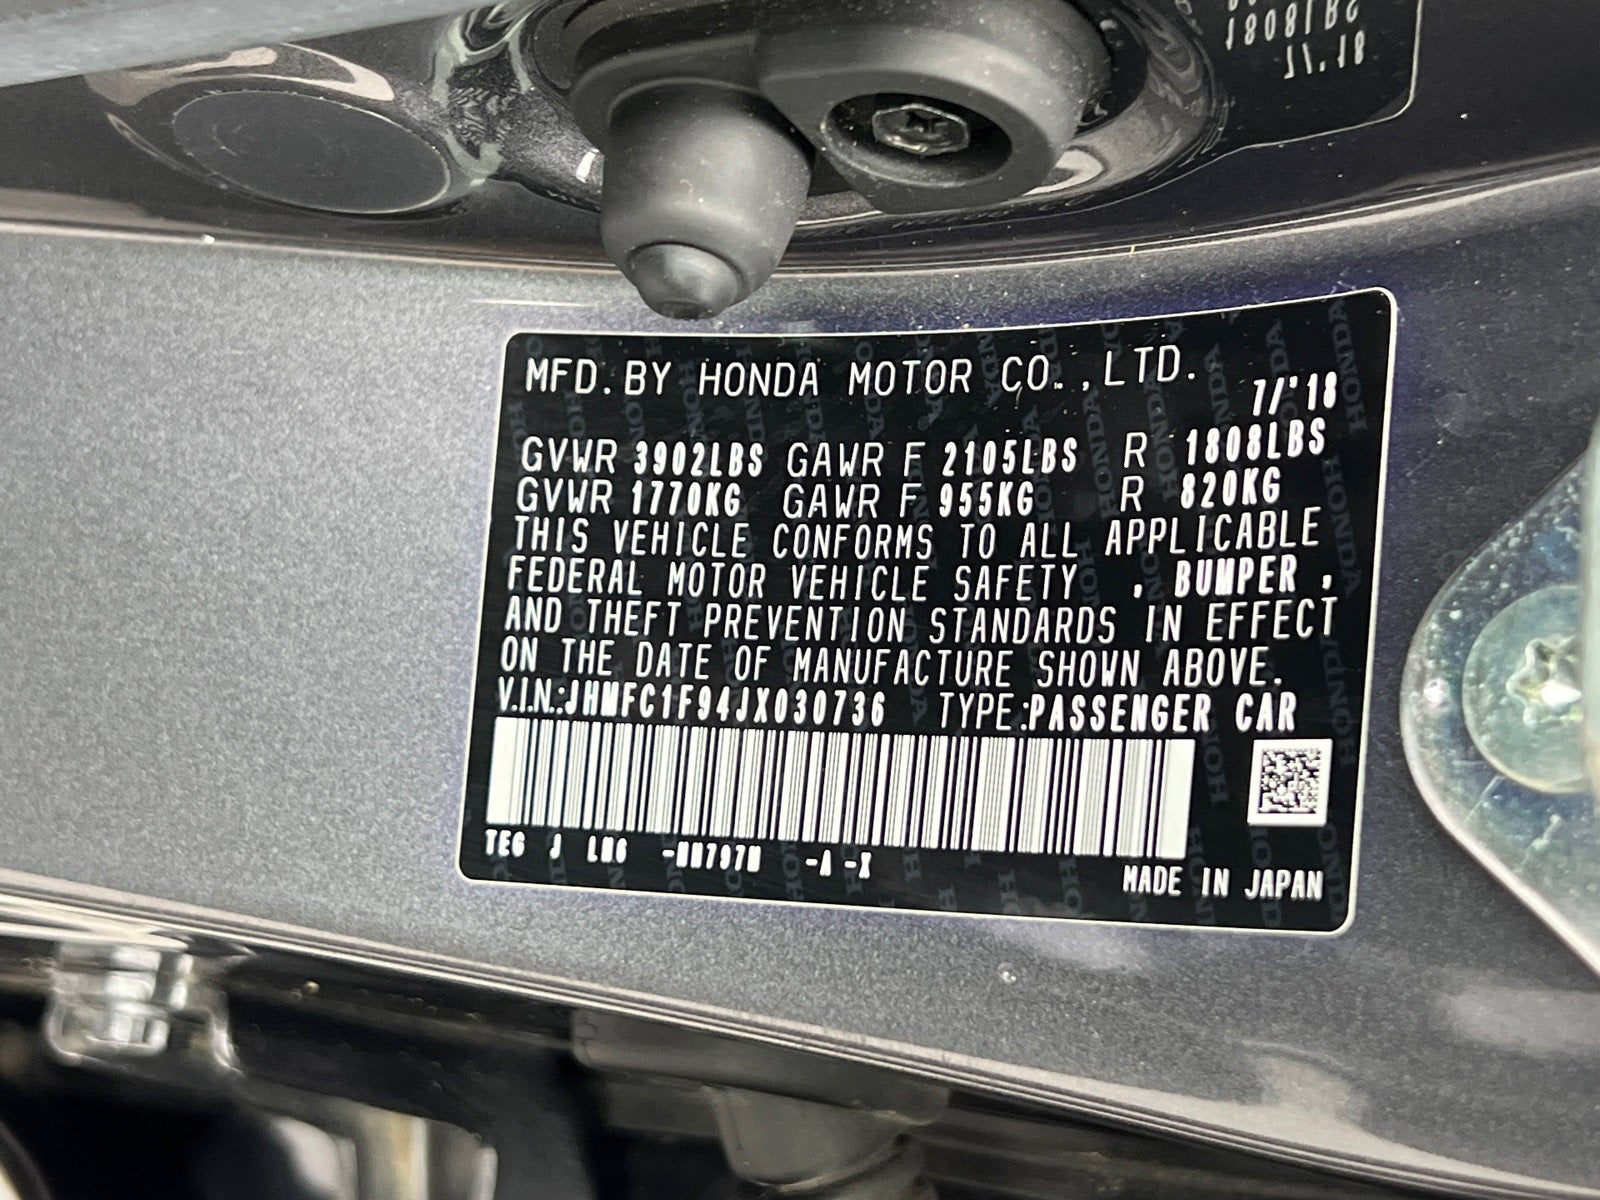 MFD. BY HONDA MOTOR CO., LTD.
7/'18
GVWR 3902LBS GAWR F 2105LBS R 1808LBS
GVWR 1770KG GAWR F 955KG R 820KG
THIS VEHICLE CONFORMS TO ALL APPLICABLE
FEDERAL MOTOR VEHICLE SAFETY , BUMPER ,
AND THEFT PREVENTION STANDARDS IN EFFECT
ON THE DATE OF MANUFACTURE SHOWN ABOVE.
V.I.N.:JHMFC1F94JX030736 TYPE:PASSENGER CAR
TEG J -A -X
MADE IN JAPAN